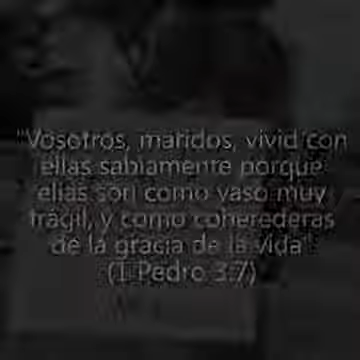 "Vosotros, maridos, vivid con
ellas sabiamente porque
ellas son como vaso muy
frágil, y como coherederas
de la gracia de la vida"
(1 Pedro 3:7)